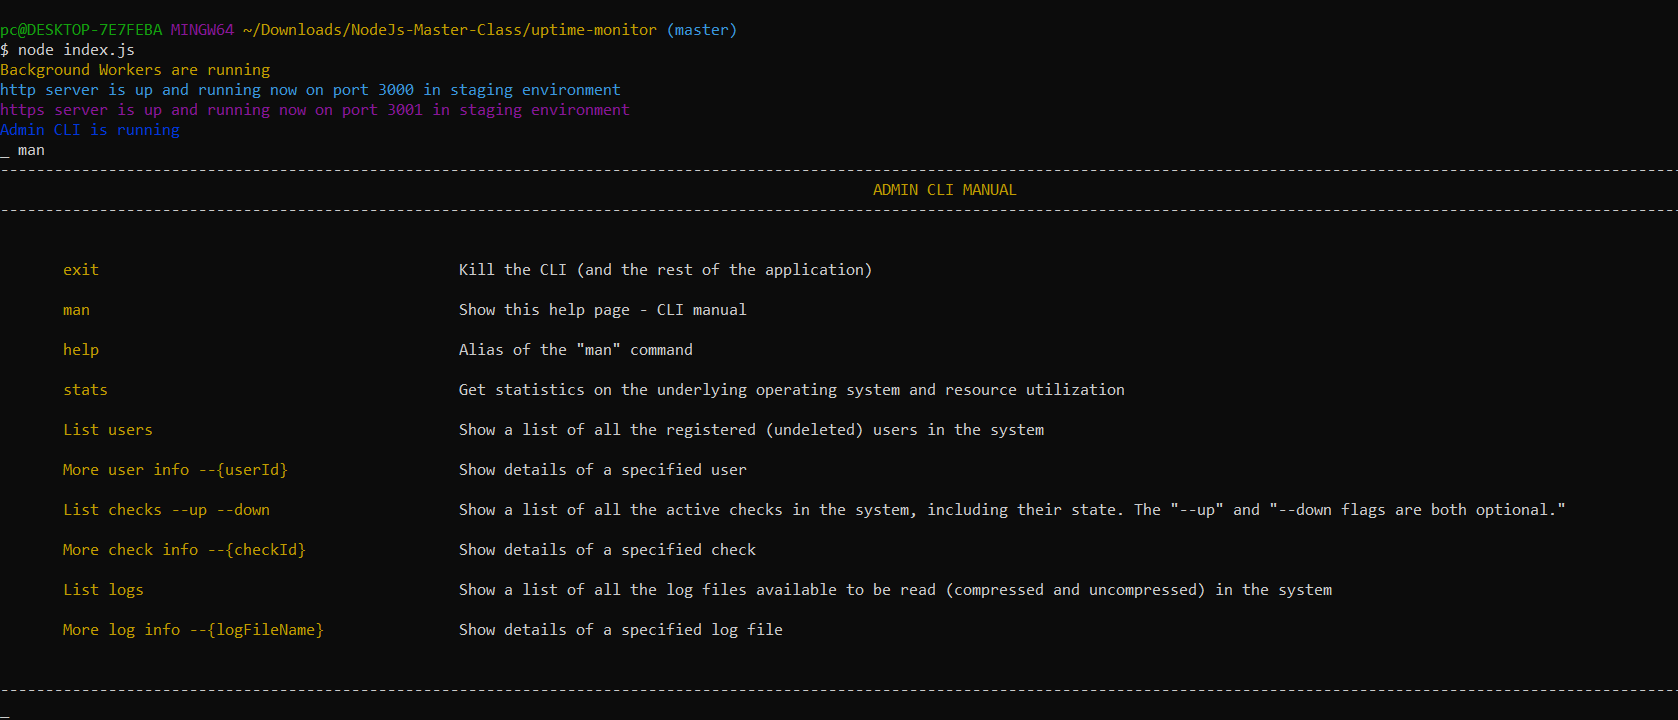 pc@DESKTOP-7E7FEBA MINGW64 ~/Downloads/NodeJs-Master-Class/uptime-monitor (master)
$ node index.js
Background Workers are running
http server is up and running now on port 3000 in staging environment
https server is up and running now on port 3001 in staging environment
Admin CLI is running
_ man
------------------------------------------------------------------------------------------------------------------------------------------------------------------------------------------
ADMIN CLI MANUAL
------------------------------------------------------------------------------------------------------------------------------------------------------------------------------------------
exit Kill the CLI (and the rest of the application)
man Show this help page - CLI manual
help Alias of the "man" command
stats Get statistics on the underlying operating system and resource utilization
List users Show a list of all the registered (undeleted) users in the system
More user info --{userId} Show details of a specified user
List checks --up --down Show a list of all the active checks in the system, including their state. The "--up" and "--down flags are both optional."
More check info --{checkId} Show details of a specified check
List logs Show a list of all the log files available to be read (compressed and uncompressed) in the system
More log info --{logFileName} Show details of a specified log file
------------------------------------------------------------------------------------------------------------------------------------------------------------------------------------------
_